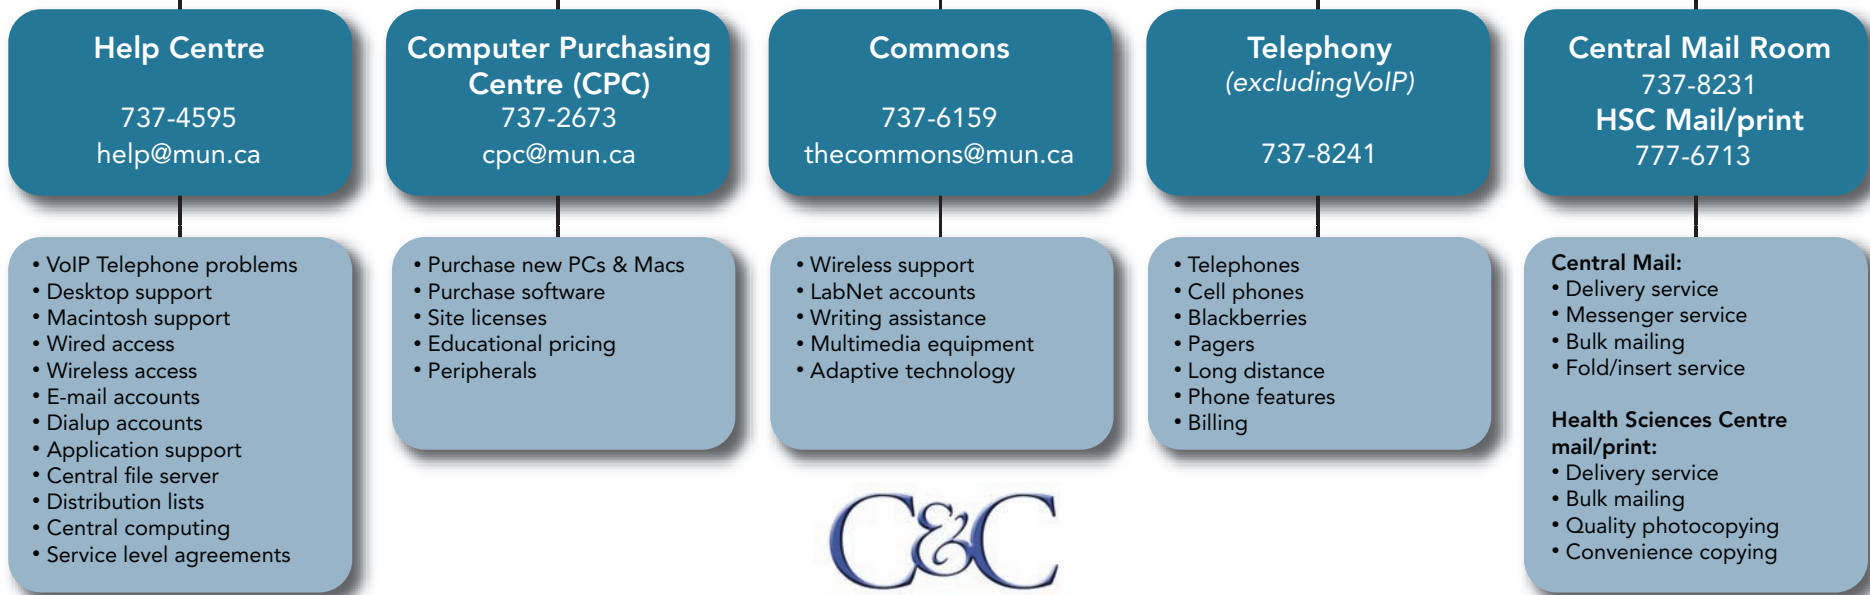 Help Centre
737-4595
help@mun.ca
Computer Purchasing
Centre (CPC)
737-2673
cpc@mun.ca
Commons
737-6159
thecommons@mun.ca
Telephony
(excludingVoIP)
737-8241
Central Mail Room
737-8231
HSC Mail/print
777-6713
• VoIP Telephone problems
• Desktop support
• Macintosh support
• Wired access
• Wireless access
• E-mail accounts
• Dialup accounts
• Application support
• Central file server
• Distribution lists
• Central computing
• Service level agreements
• Purchase new PCs & Macs
• Purchase software
• Site licenses
• Educational pricing
• Peripherals
• Wireless support
• LabNet accounts
• Writing assistance
• Multimedia equipment
• Adaptive technology
• Telephones
• Cell phones
• Blackberries
• Pagers
• Long distance
• Phone features
• Billing
Central Mail:
• Delivery service
• Messenger service
• Bulk mailing
• Fold/insert service
Health Sciences Centre
mail/print:
• Delivery service
• Bulk mailing
• Quality photocopying
• Convenience copying
C&C